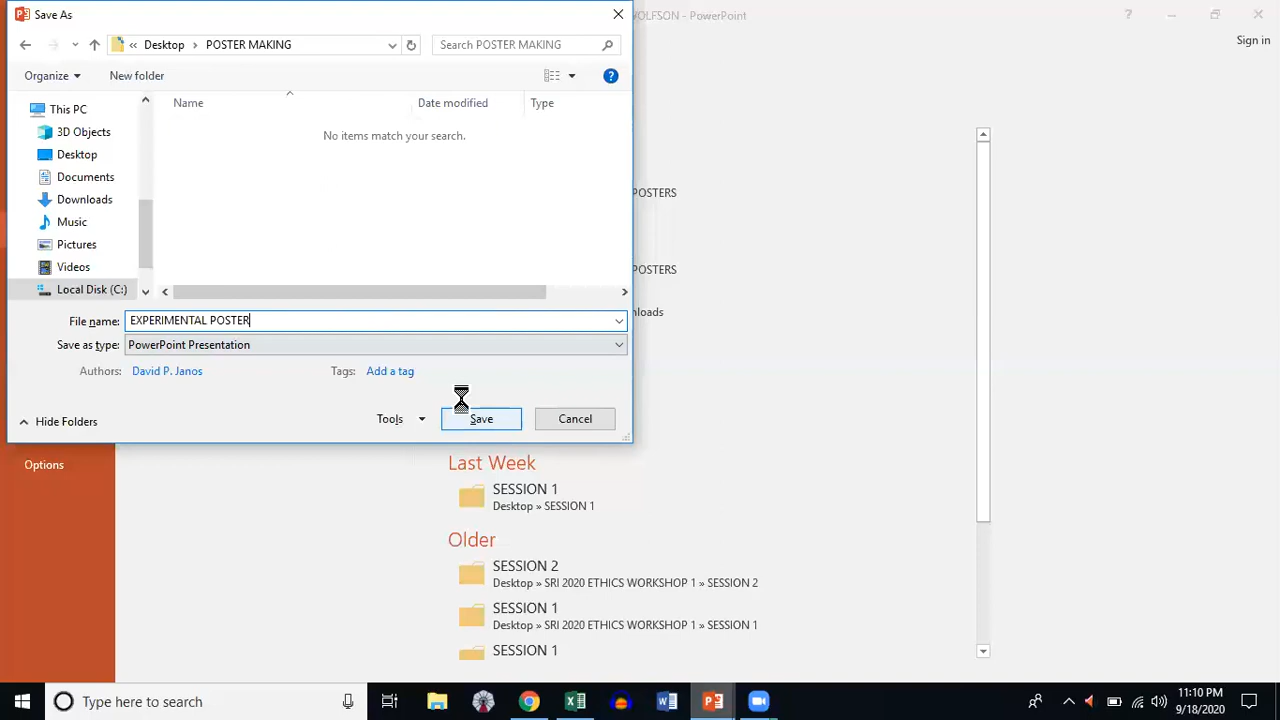 Save As
OLFSON - PowerPoint
?
Sign in
Desktop › POSTER MAKING
Search POSTER MAKING
Organize
New folder
?
This PC
3D Objects
Desktop
Documents
Downloads
Music
Pictures
Videos
Local Disk (C:)
Name
Date modified
Type
No items match your search.
File name:
EXPERIMENTAL POSTER
Save as type:
PowerPoint Presentation
Authors:
David P. Janos
Tags:
Add a tag
Hide Folders
Tools
Save
Cancel
POSTERS
POSTERS
Options
Last Week
SESSION 1
Desktop » SESSION 1
Older
SESSION 2
Desktop » SRI 2020 ETHICS WORKSHOP 1 » SESSION 2
SESSION 1
Desktop » SRI 2020 ETHICS WORKSHOP 1 » SESSION 1
SESSION 1
Type here to search
11:10 PM
9/18/2020